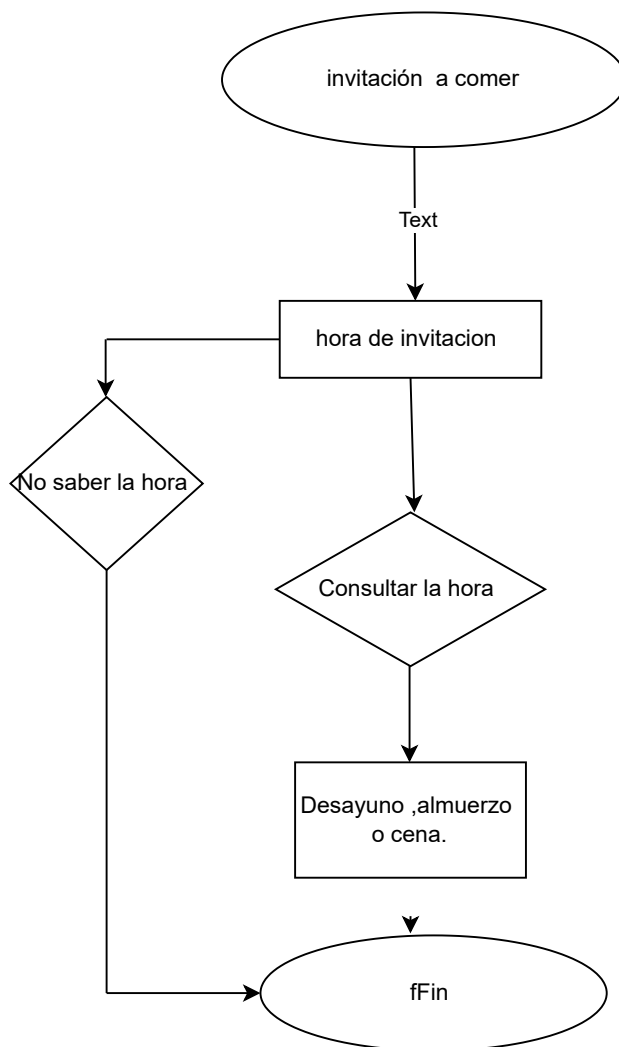 invitación a comer
Text
hora de invitacion
No saber la hora
Consultar la hora
Desayuno ,almuerzo
o cena.
fFin